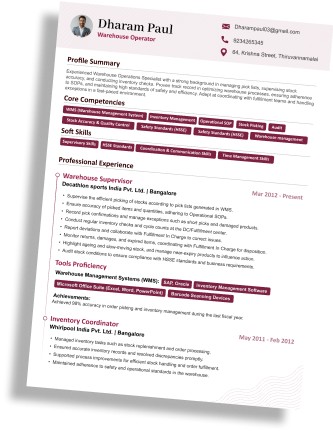 Dharam Paul
Warehouse Operator
Dharampaul03@gmail.com
9234265345
64, Krishna Street, Thiruvannamalai
Profile Summary
Experienced Warehouse Operations Specialist with a strong background in managing pick lists, supervising stock
accuracy, and conducting inventory checks. Proven track record in optimizing warehouse processes, ensuring adherence
to SOPs, and maintaining high standards of safety and efficiency. Adept at coordinating with fulfillment teams and handling
exceptions in a fast-paced environment.
Core Competencies
WMS (Warehouse Management System) Inventory Management Operational SOP Stock Picking Audit
Stock Accuracy & Quality Control Safety Standards (HSSE) Safety Standards (HSSE) Warehouse management
Soft Skills
Supervisory Skills HSSE Standards Coordination & Communication Skills Time Management Skills
Professional Experience
Warehouse Supervisor
Mar 2012 - Present
Decathlon sports India Pvt. Ltd. | Bangalore
• Supervise the efficient picking of stocks according to pick lists generated in WMS.
• Ensure accuracy of picked items and quantities, adhering to Operational SOPs.
• Record pick confirmations and manage exceptions such as short picks and damaged products.
• Conduct regular inventory checks and cycle counts at the DC/Fulfillment center.
• Report deviations and collaborate with Fulfillment In Charge to correct issues.
• Monitor returns, damaged, and expired items, coordinating with Fulfillment In Charge for disposition.
• Highlight ageing and slow-moving stock, and manage near-expiry products to influence action.
• Audit stock conditions to ensure compliance with HSSE standards and business requirements.
Tools Proficiency
Warehouse Management Systems (WMS): SAP, Oracle Inventory Management Software
Microsoft Office Suite (Excel, Word, PowerPoint) Barcode Scanning Devices
Achievements:
Achieved 98% accuracy in order picking and inventory management during the last fiscal year.
Inventory Coordinator
May 2011 - Feb 2012
Whirlpool India Pvt. Ltd. | Bangalore
• Managed inventory tasks such as stock replenishment and order processing.
• Ensured accurate inventory records and resolved discrepancies promptly.
• Supported process improvements for efficient stock handling and order fulfillment.
• Maintained adherence to safety and operational standards in the warehouse.